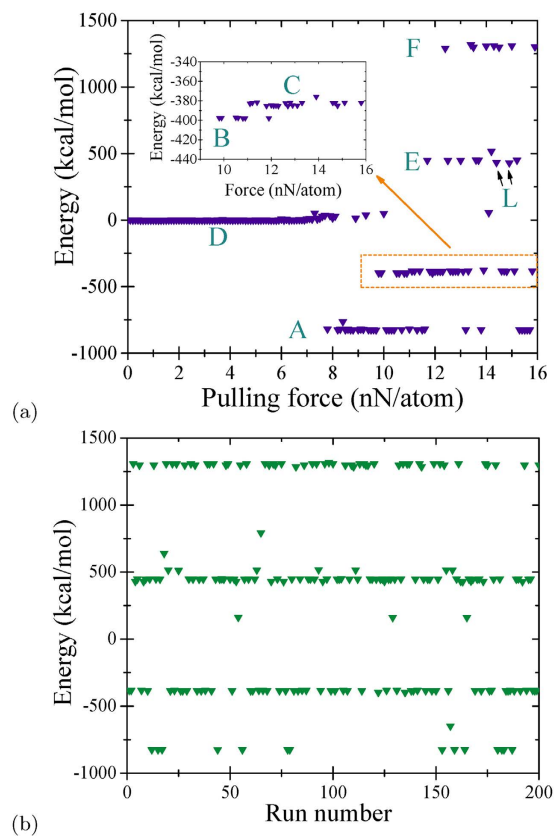 1500
1000
500
0
-500
-1000
Energy (kcal/mol)
-340
-360
-380
-400
-420
-440
Energy (kcal/mol)
C
B
10 12 14 16
Force (nN/atom)
F
E
L
D
A
0 2 4 6 8 10 12 14 16
Pulling force (nN/atom)
(a)
1500
1000
500
0
-500
-1000
Energy (kcal/mol)
0 50 100 150 200
Run number
(b)